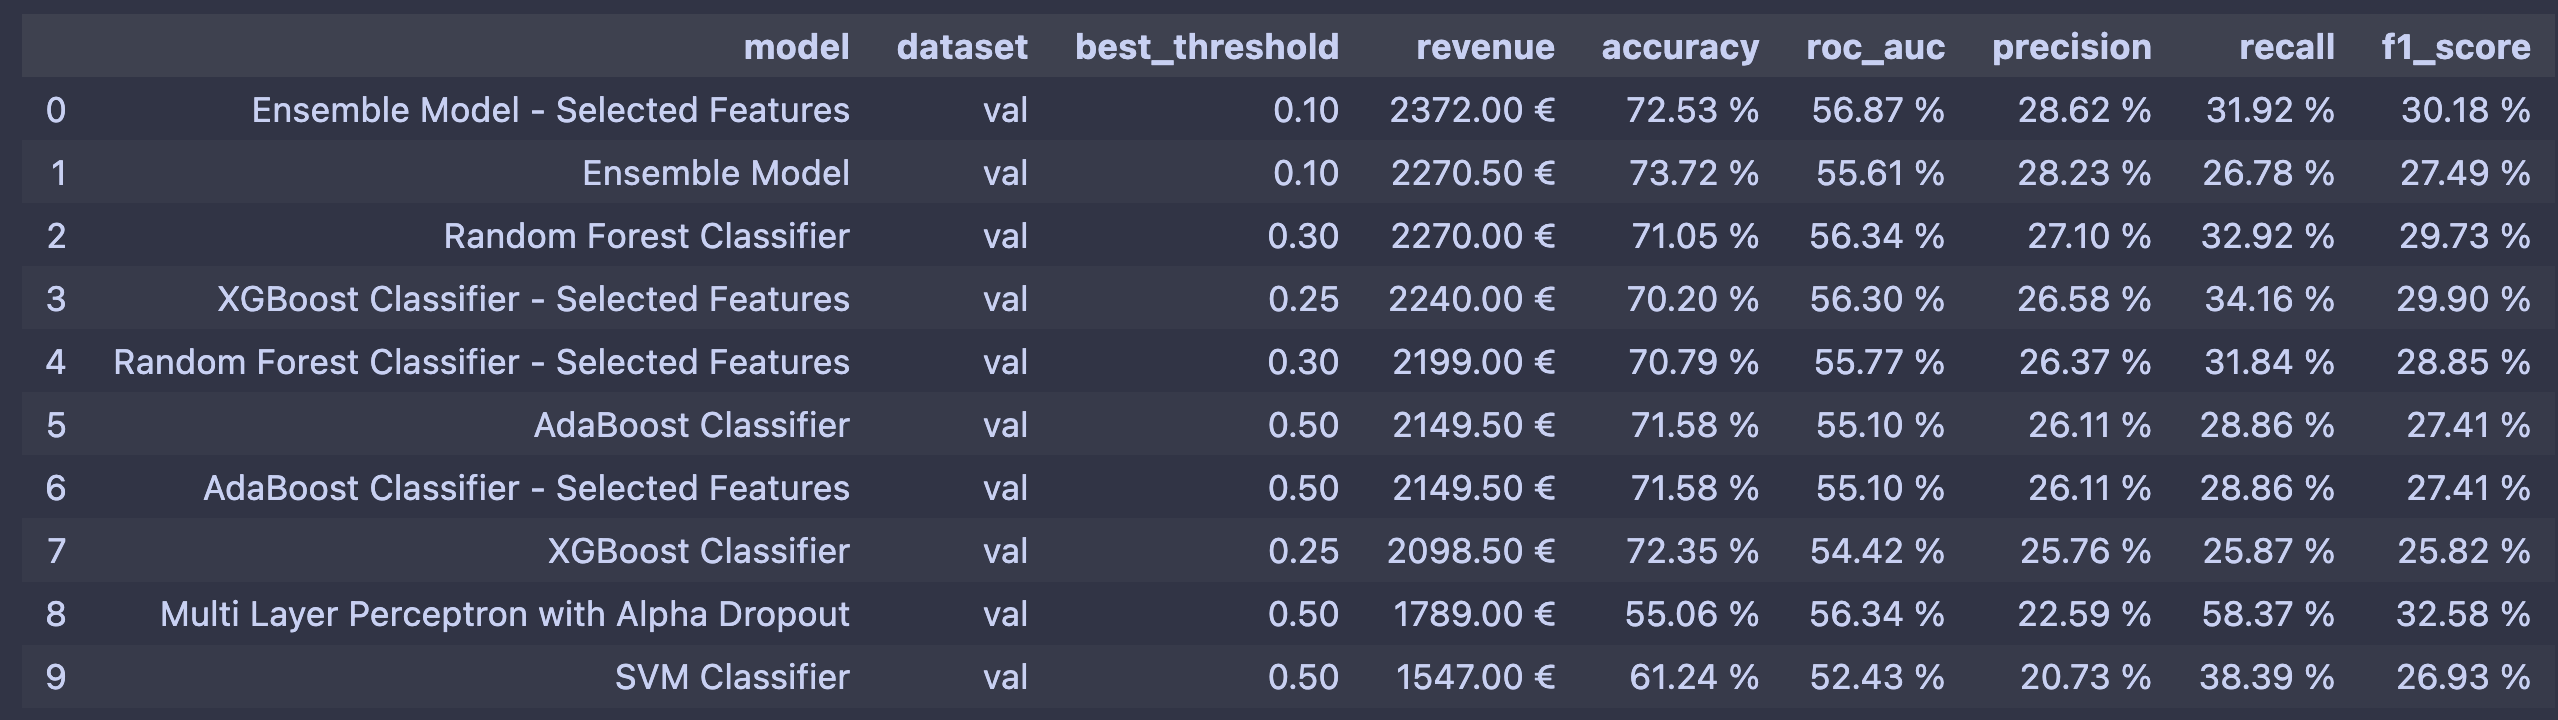 model dataset best_threshold revenue accuracy roc_auc precision recall f1_score
0 Ensemble Model - Selected Features val 0.10 2372.00 € 72.53 % 56.87 % 28.62 % 31.92 % 30.18 %
1 Ensemble Model val 0.10 2270.50 € 73.72 % 55.61 % 28.23 % 26.78 % 27.49 %
2 Random Forest Classifier val 0.30 2270.00 € 71.05 % 56.34 % 27.10 % 32.92 % 29.73 %
3 XGBoost Classifier - Selected Features val 0.25 2240.00 € 70.20 % 56.30 % 26.58 % 34.16 % 29.90 %
4 Random Forest Classifier - Selected Features val 0.30 2199.00 € 70.79 % 55.77 % 26.37 % 31.84 % 28.85 %
5 AdaBoost Classifier val 0.50 2149.50 € 71.58 % 55.10 % 26.11 % 28.86 % 27.41 %
6 AdaBoost Classifier - Selected Features val 0.50 2149.50 € 71.58 % 55.10 % 26.11 % 28.86 % 27.41 %
7 XGBoost Classifier val 0.25 2098.50 € 72.35 % 54.42 % 25.76 % 25.87 % 25.82 %
8 Multi Layer Perceptron with Alpha Dropout val 0.50 1789.00 € 55.06 % 56.34 % 22.59 % 58.37 % 32.58 %
9 SVM Classifier val 0.50 1547.00 € 61.24 % 52.43 % 20.73 % 38.39 % 26.93 %